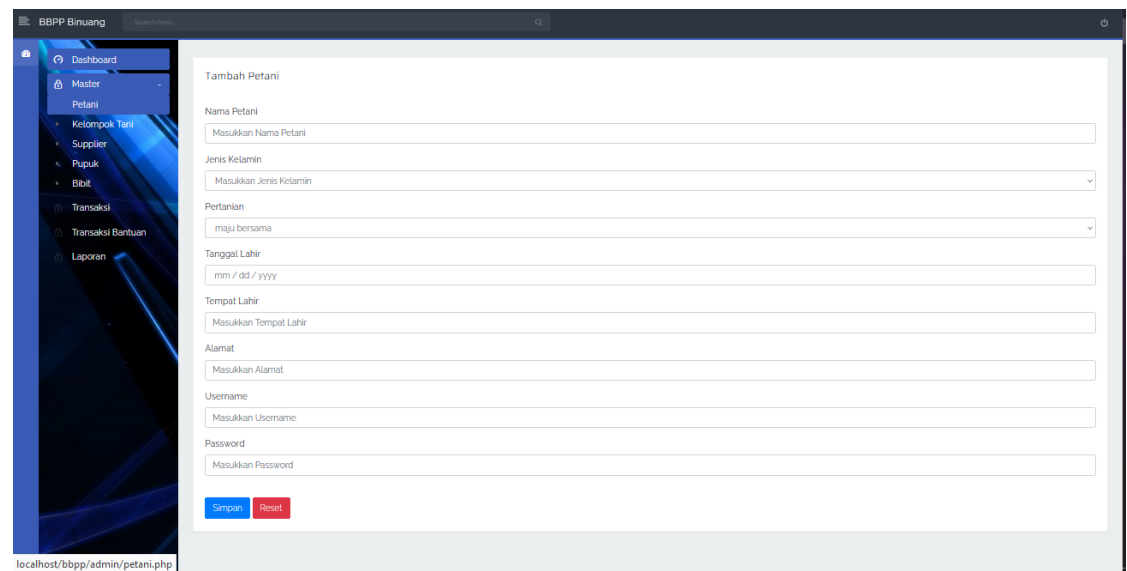 BBPP Binuang
Search here...
Dashboard
Master
Petani
Kelompok Tani
Supplier
Pupuk
Bibit
Transaksi
Transaksi Bantuan
Laporan
Tambah Petani
Nama Petani
Masukkan Nama Petani
Jenis Kelamin
Masukkan Jenis Kelamin
Pertanian
maju bersama
Tanggal Lahir
mm / dd / yyyy
Tempat Lahir
Masukkan Tempat Lahir
Alamat
Masukkan Alamat
Username
Masukkan Username
Password
Masukkan Password
Simpan Reset
localhost/bbpp/admin/petani.php